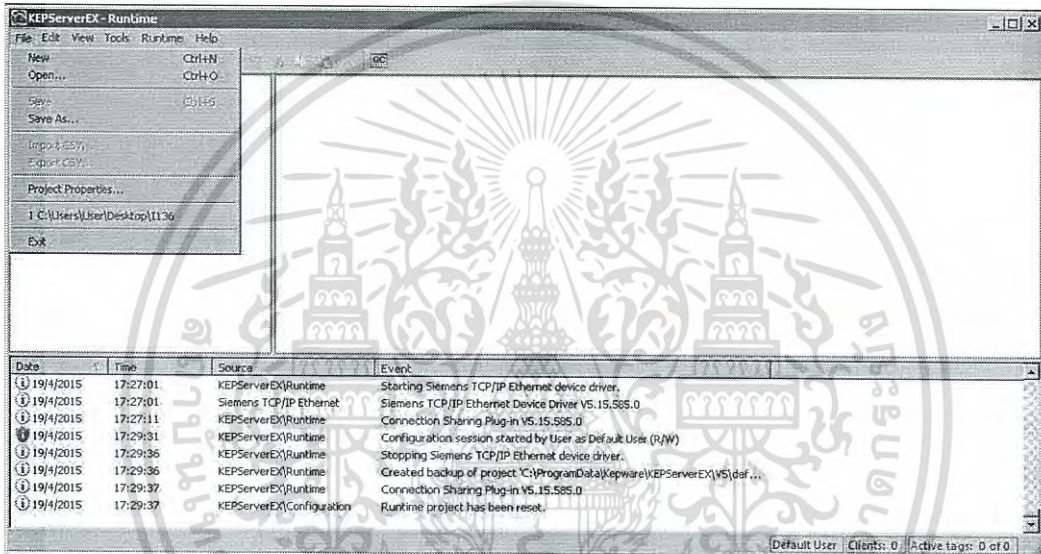 KEPServerEX - Runtime
File Edit View Tools Runtime Help
New Ctrl+N
Open... Ctrl+O
Save Ctrl+S
Save As...
Import CSV...
Export CSV...
Project Properties...
1 C:\Users\User\Desktop\I136
Exit
QC
Date Time Source Event
19/4/2015 17:27:01 KEPServerEX\Runtime Starting Siemens TCP/IP Ethernet device driver.
19/4/2015 17:27:01 Siemens TCP/IP Ethernet Siemens TCP/IP Ethernet Device Driver V5.15.585.0
19/4/2015 17:27:11 KEPServerEX\Runtime Connection Sharing Plug-in V5.15.585.0
19/4/2015 17:29:31 KEPServerEX\Runtime Configuration session started by User as Default User (R/W)
19/4/2015 17:29:36 KEPServerEX\Runtime Stopping Siemens TCP/IP Ethernet device driver.
19/4/2015 17:29:36 KEPServerEX\Runtime Created backup of project 'C:\ProgramData\Kepware\KEPServerEX\V5\def...
19/4/2015 17:29:37 KEPServerEX\Runtime Connection Sharing Plug-in V5.15.585.0
19/4/2015 17:29:37 KEPServerEX\Configuration Runtime project has been reset.
Default User Clients: 0 Active tags: 0 of 0